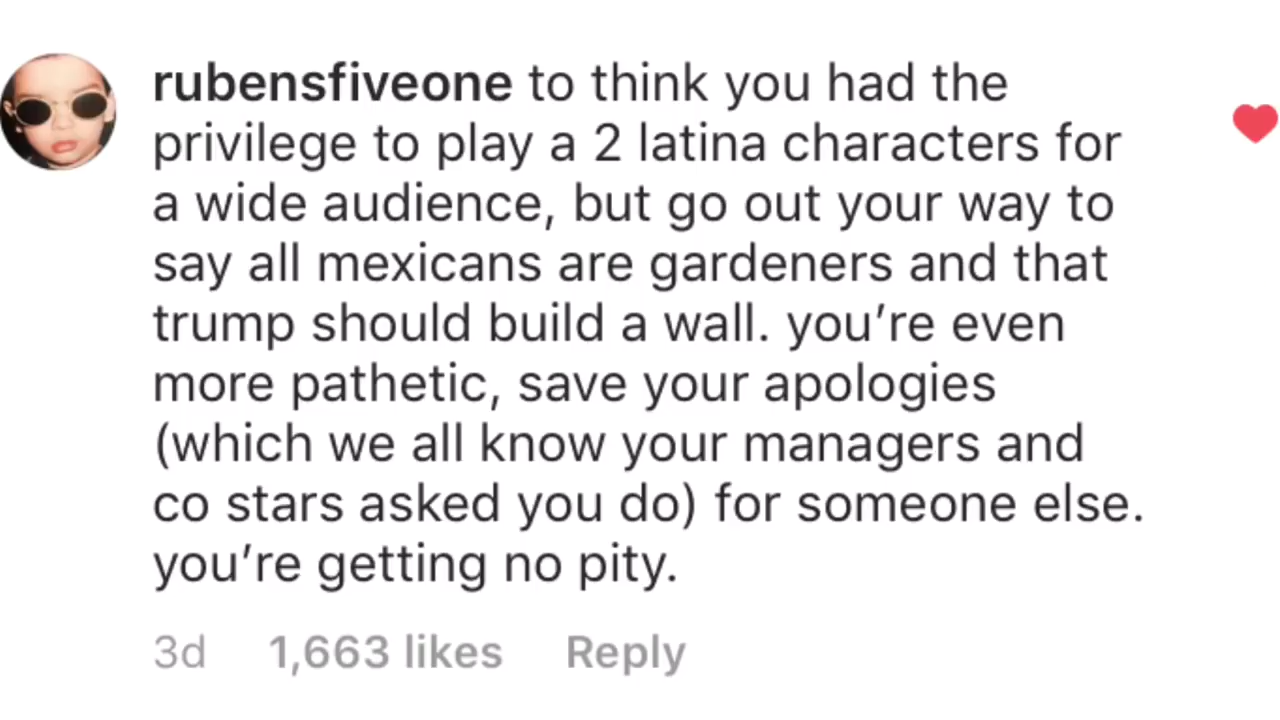 rubensfiveone to think you had the
privilege to play a 2 latina characters for
a wide audience, but go out your way to
say all mexicans are gardeners and that
trump should build a wall. you’re even
more pathetic, save your apologies
(which we all know your managers and
co stars asked you do) for someone else.
you’re getting no pity.
3d 1,663 likes Reply